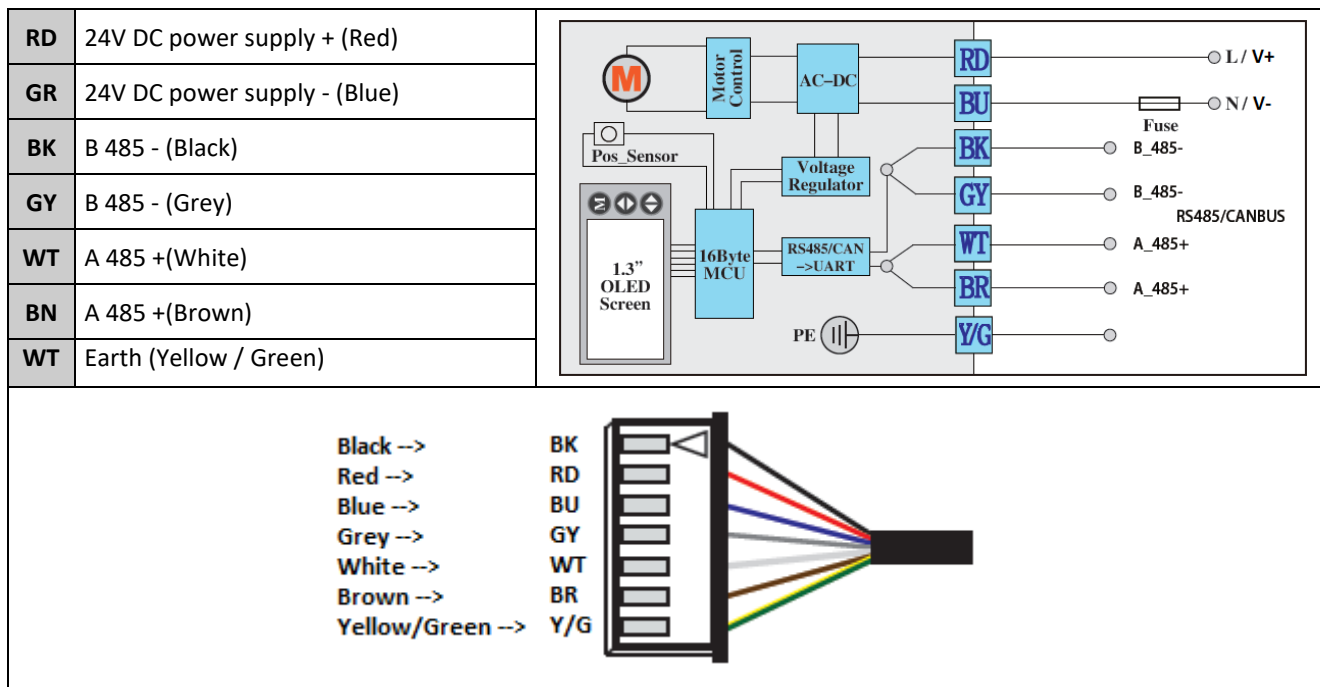 RD 24V DC power supply + (Red)
GR 24V DC power supply - (Blue)
BK B 485 - (Black)
GY B 485 - (Grey)
WT A 485 +(White)
BN A 485 +(Brown)
WT Earth (Yellow / Green)
M
Motor
Control
AC-DC
RD
L / V+
BU
N/ V-
Fuse
Pos_Sensor
Voltage
Regulator
BK
B_485-
GY
B_485-
RS485/CANBUS
M
1.3”
OLED
Screen
16Byte
MCU
RS485/CAN
->UART
WT
A_485+
BR
A_485+
PE
Y/G
Black --> BK
Red --> RD
Blue --> BU
Grey --> GY
White --> WT
Brown --> BR
Yellow/Green --> Y/G